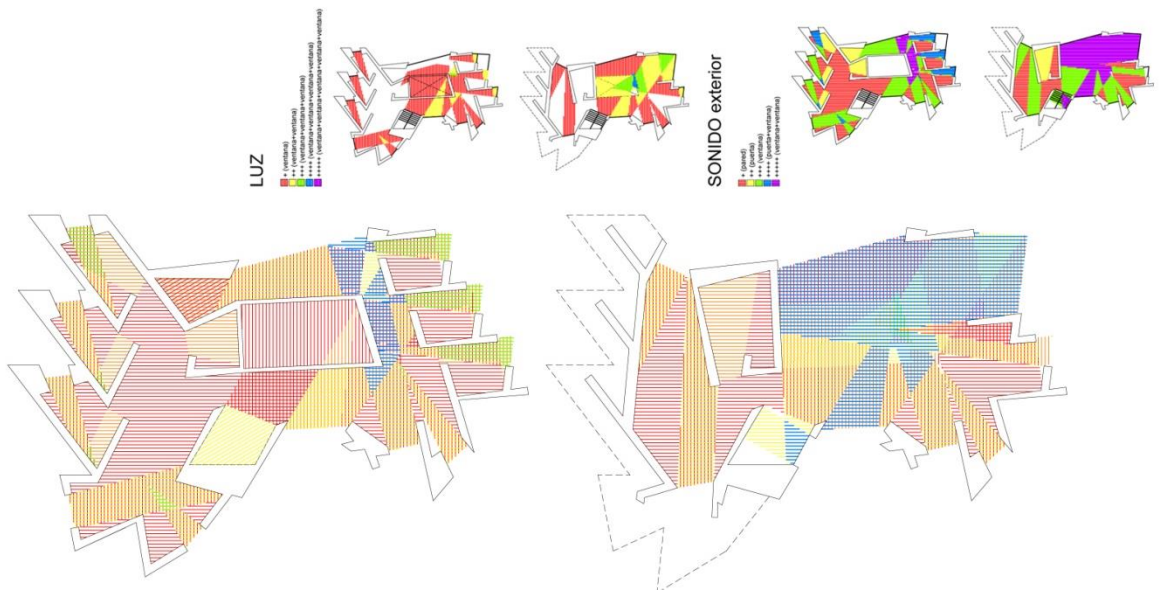 LUZ
+ (ventana)
++ (ventana+ventana)
+++ (ventana+ventana+ventana)
++++ (ventana+ventana+ventana+ventana)
+++++ (ventana+ventana+ventana+ventana+ventana)
SONIDO exterior
+ (pared)
++ (puerta)
+++ (ventana)
++++ (puerta+ventana)
+++++ (ventana+ventana)